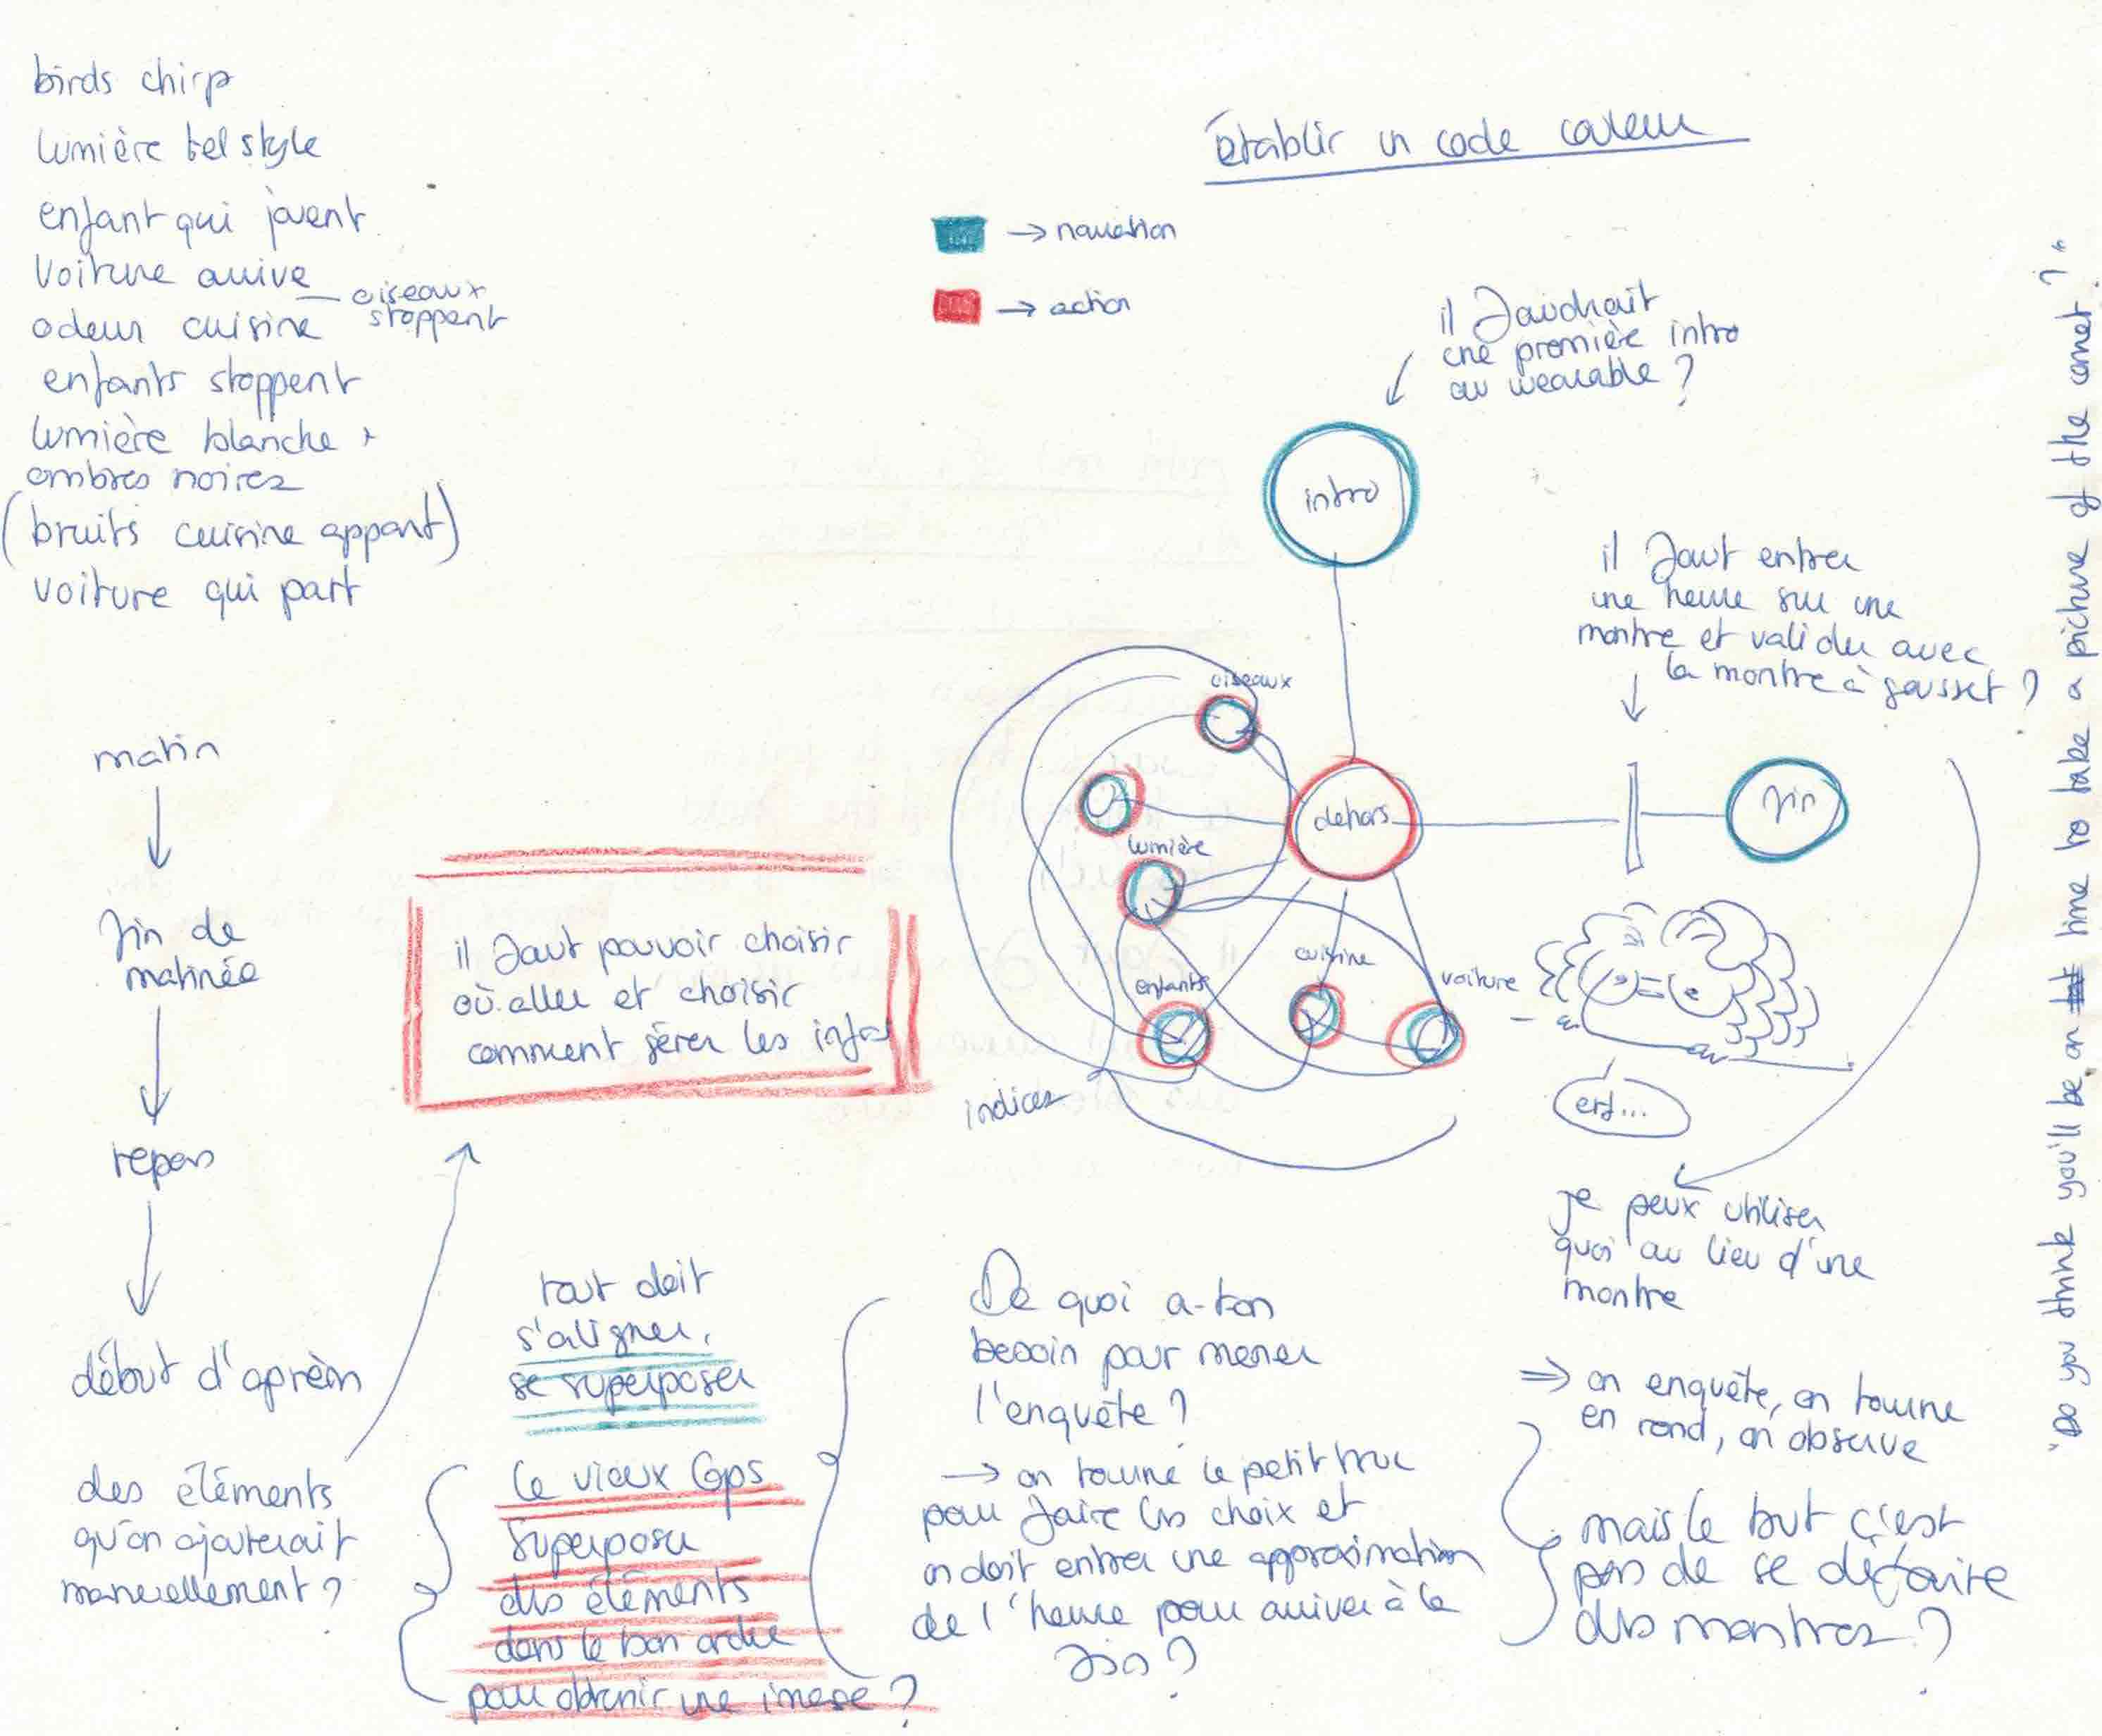 birds chirp
lumière tel style
enfant qui jouent
Voiture arrive
oiseaux
stoppent
odeur cuisine
enfants stoppent
lumière blanche +
ombres noires
(bruits cuisine appart)
voiture qui part
établir un code couleur
→ narration
→ action
il faudrait
une première intro
au wearable ?
intro
il faut entrer
une heure sur une
montre et valider avec
la montre à gousset ?
oiseaux
lumière
dehors
fin
enfants
cuisine
voiture
indices
erf...
matin
fin de
matinée
repas
début d'aprèm
il faut pouvoir choisir
où aller et choisir
comment gérer les infos
des éléments
qu'on ajouterait
manuellement ?
tout doit
s'aligner,
se superposer
le vieux Gps
superposer
des éléments
dans le bon ordre
pour obtenir une image ?
De quoi a-t-on
besoin pour mener
l'enquête ?
→ on tourne le petit truc
pour faire les choix et
on doit entrer une approximation
de l'heure pour arriver à la
fin ?
je peux utiliser
quoi au lieu d'une
montre
⇒ on enquête, on tourne
en rond, on observe
mais le but c'est
pas de se défaire
des montres ?
"Do you think you'll be on time to take a picture of the comet ?"